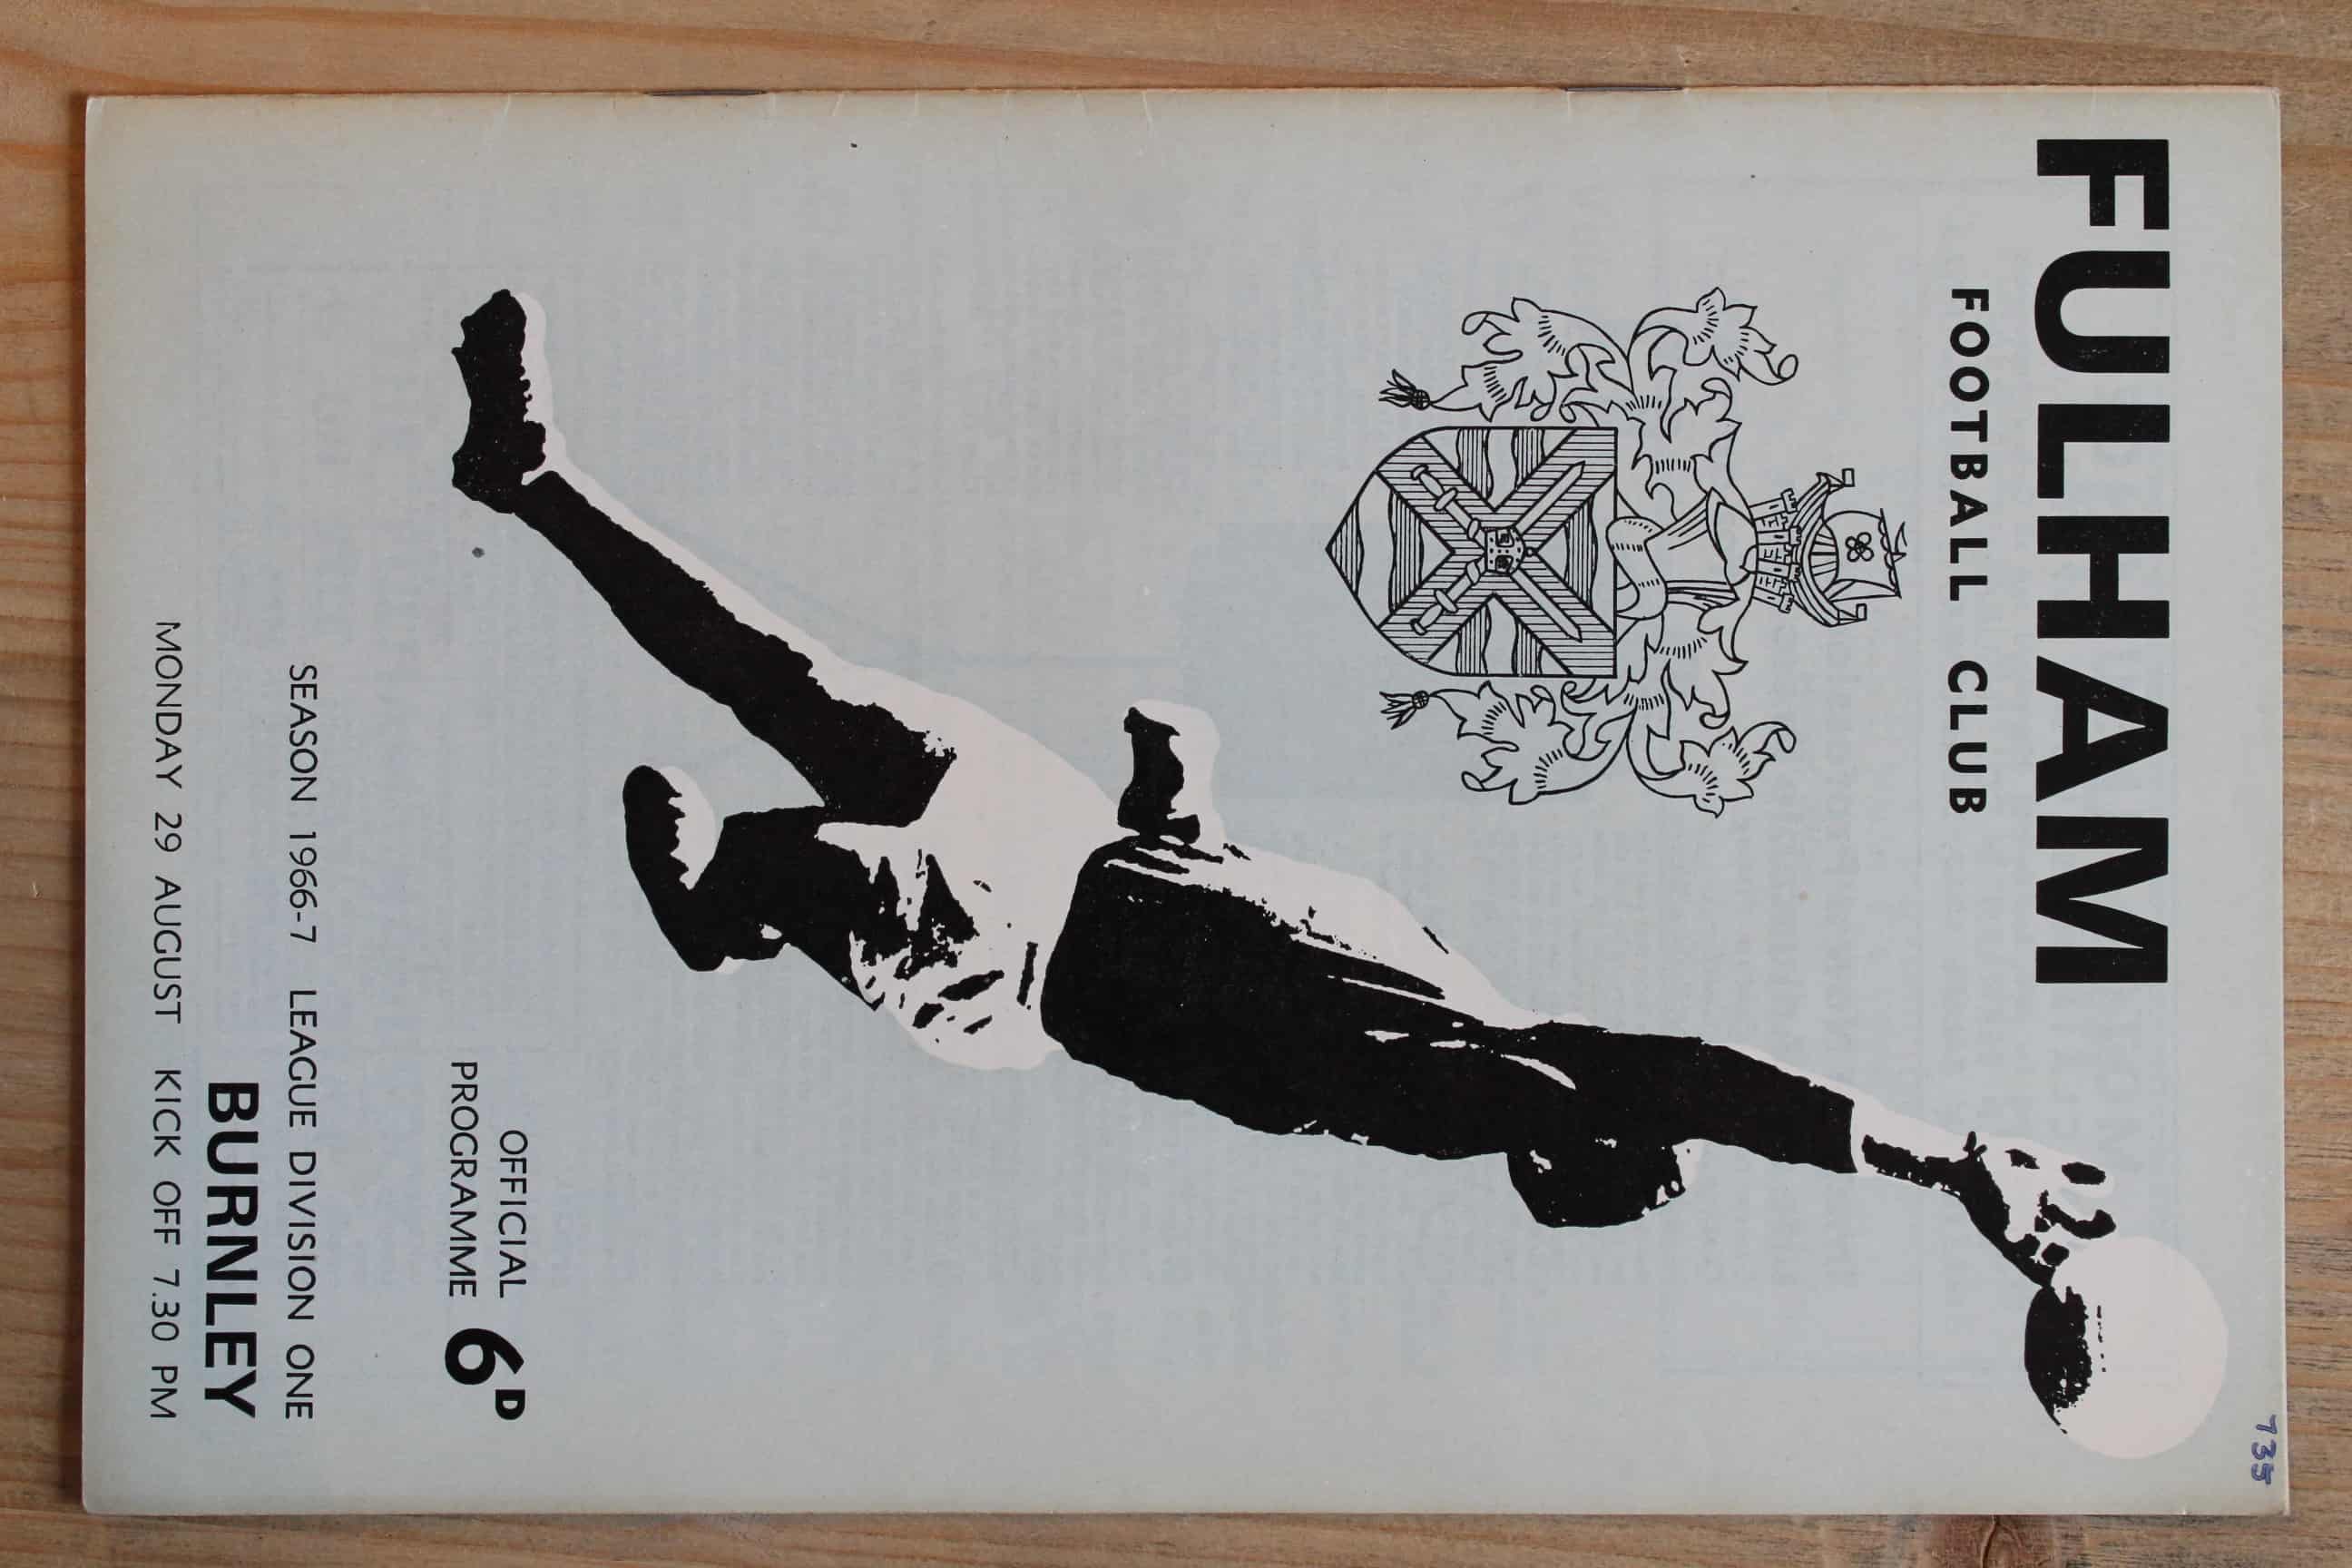 735
FULHAM
FOOTBALL CLUB
OFFICIAL
PROGRAMME 6D
SEASON 1966-7 LEAGUE DIVISION ONE
BURNLEY
MONDAY 29 AUGUST KICK OFF 7.30 PM